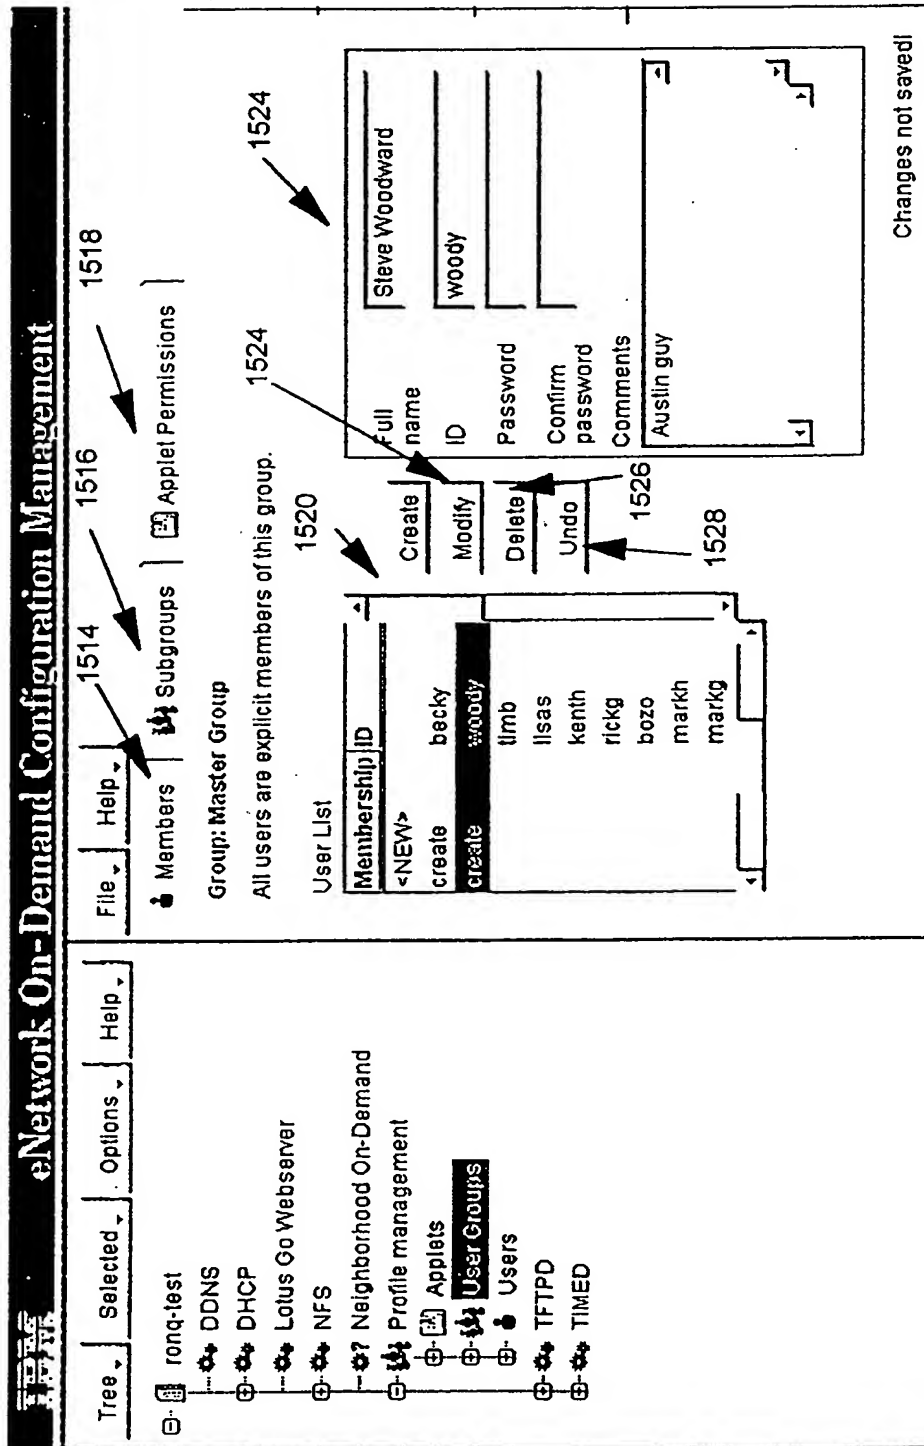 eNetwork On-Demand Configuration Management
Tree Selected Options Help
ronq-test
DDNS
DHCP
Lotus Go Webserver
NFS
Neighborhood On-Demand
Profile management
Applets
User Groups
Users
TFTPD
TIMED
File Help
1514
1516
1518
Members Subgroups Applet Permissions
Group: Master Group
All users are explicit members of this group.
1520
1524
1524
User List
Membership ID
<NEW>
create becky
create woody
timb
lisas
kenth
rickg
bozo
markh
markg
Create
Modify
Delete
Undo
1526
1528
Full name Steve Woodward
ID woody
Password
Confirm password
Comments
Austin guy
Changes not saved!